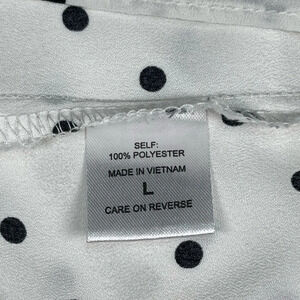 SELF:
100% POLYESTER
MADE IN VIETNAM
L
CARE ON REVERSE